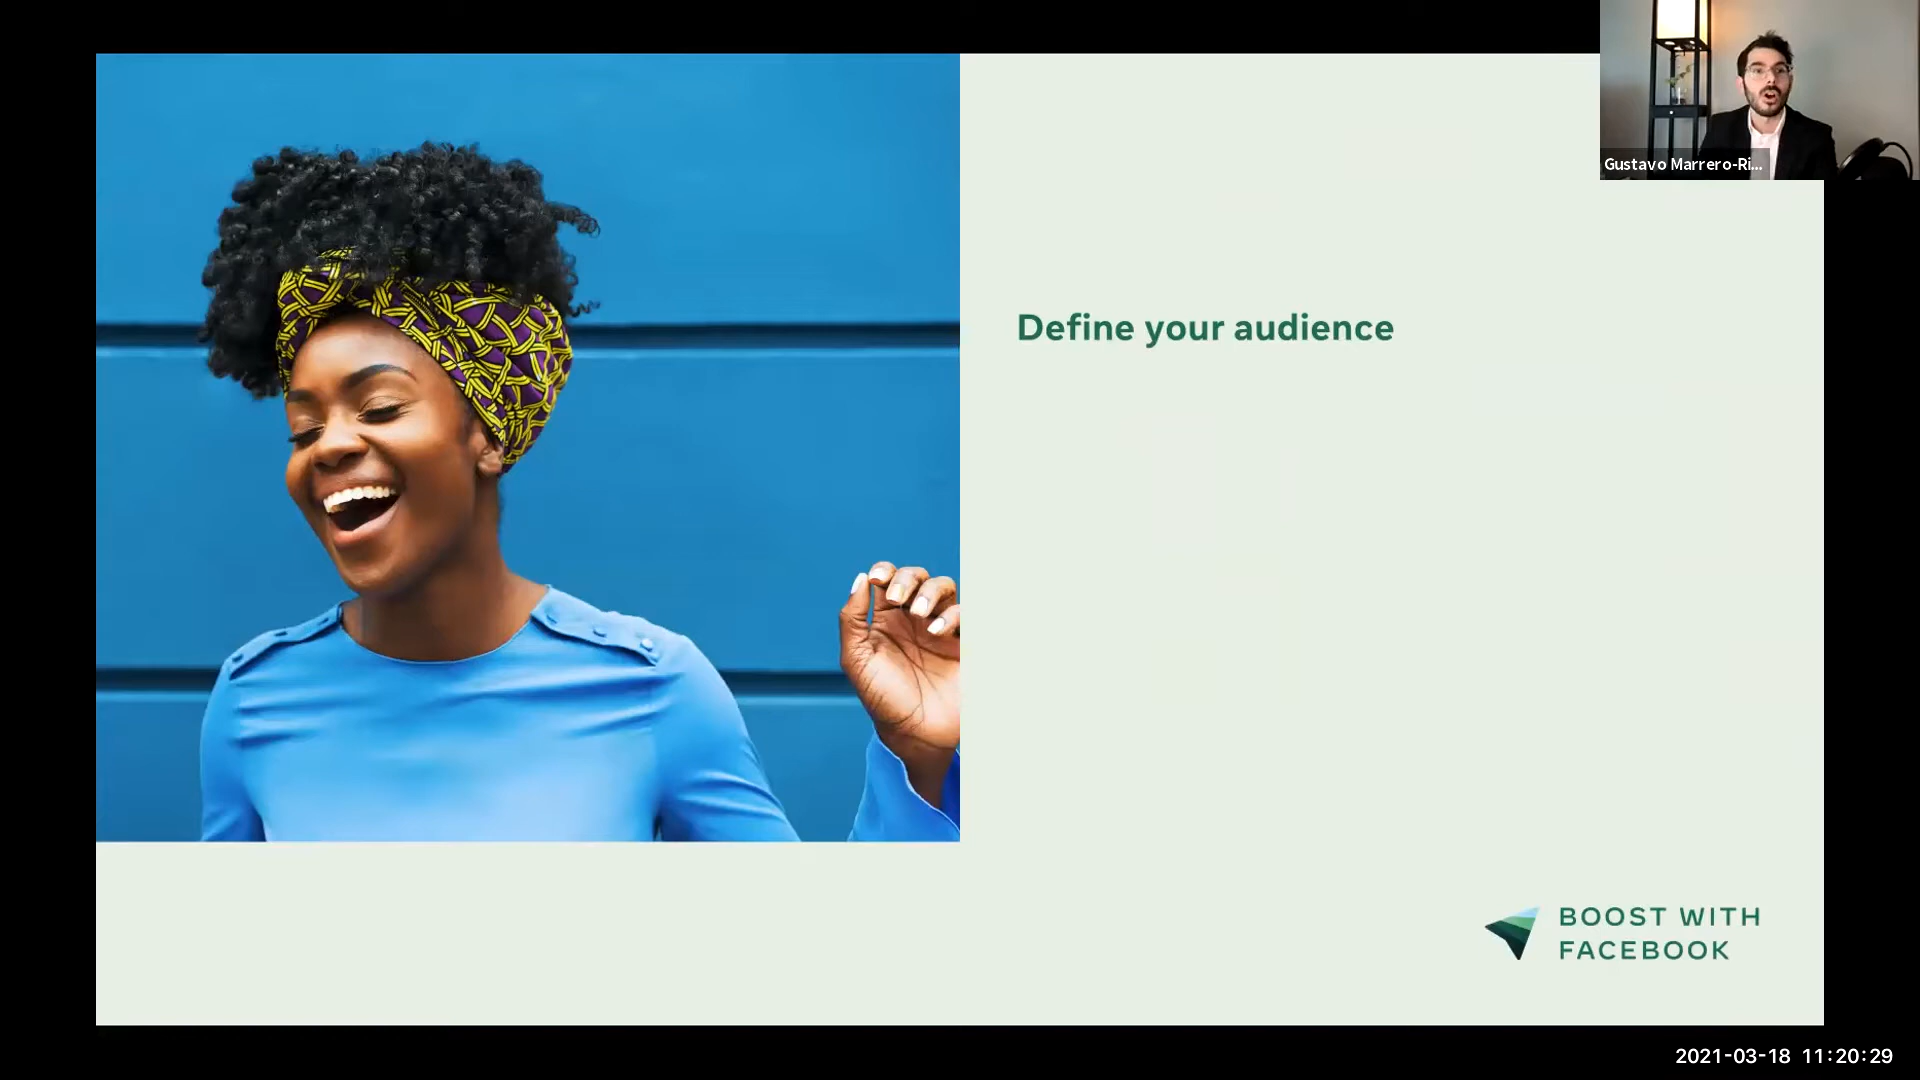 Gustavo Marrero-Ri...
Define your audience
BOOST WITH
FACEBOOK
2021-03-18 11:20:29